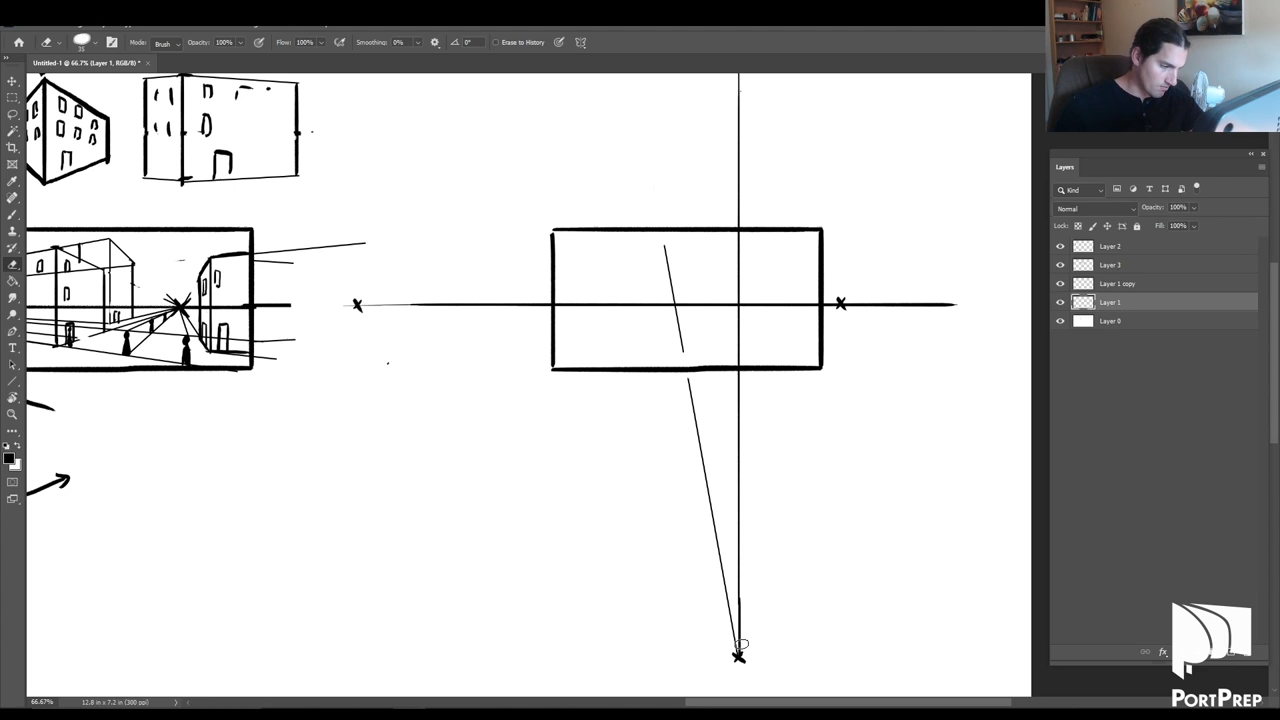 Mode: Brush Opacity: 100% Flow: 100% Smoothing: 0% 0° Erase to History
35
Untitled-1 @ 66.7% (Layer 1, RGB/8) * ×
Layers
Kind
Normal Opacity: 100%
Lock: Fill: 100%
Layer 2
Layer 3
Layer 1 copy
Layer 1
Layer 0
fx
66.67% 12.8 in x 7.2 in (300 ppi)
PORTPREP